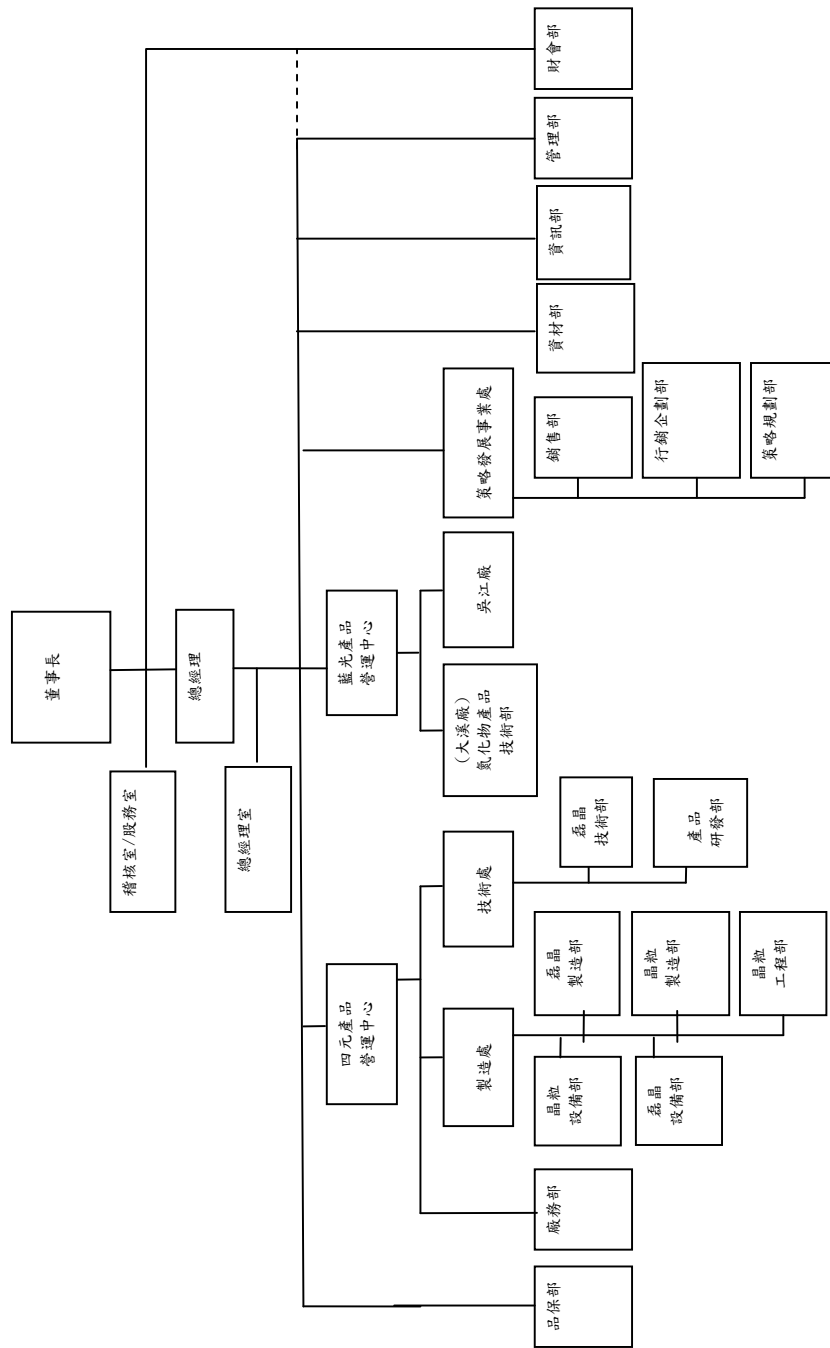 董事長
稽核室/股務室
總經理
總經理室
品保部
四元產品
營運中心
廠務部
製造處
晶粒
設備部
磊晶
設備部
磊晶
製造部
晶粒
製造部
晶粒
工程部
技術處
磊晶
技術部
產品
研發部
藍光產品
營運中心
(大溪廠)
氮化物產品
技術部
吳江廠
策略發展事業處
銷售部
行銷企劃部
策略規劃部
資材部
資訊部
管理部
財會部